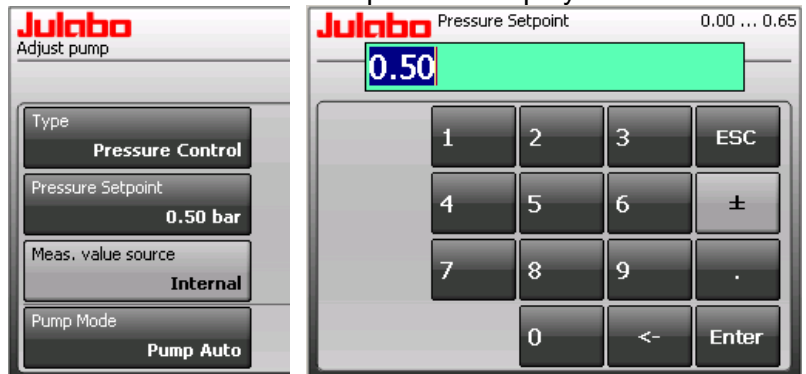 Julabo
Adjust pump
Type
Pressure Control
Pressure Setpoint
0.50 bar
Meas. value source
Internal
Pump Mode
Pump Auto
Julabo Pressure Setpoint 0.00 ... 0.65
0.50
1 2 3 ESC
4 5 6 ±
7 8 9 .
0 <- Enter